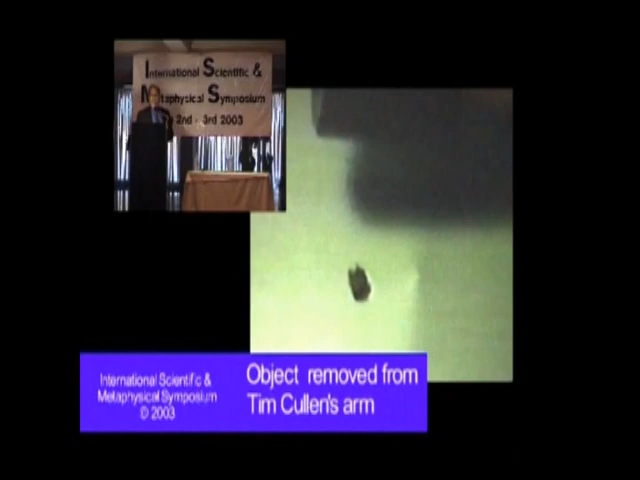 International Scientific &
Metaphysical Symposium
2nd - 3rd 2003
Object removed from
Tim Cullen's arm
International Scientific &
Metaphysical Symposium
© 2003